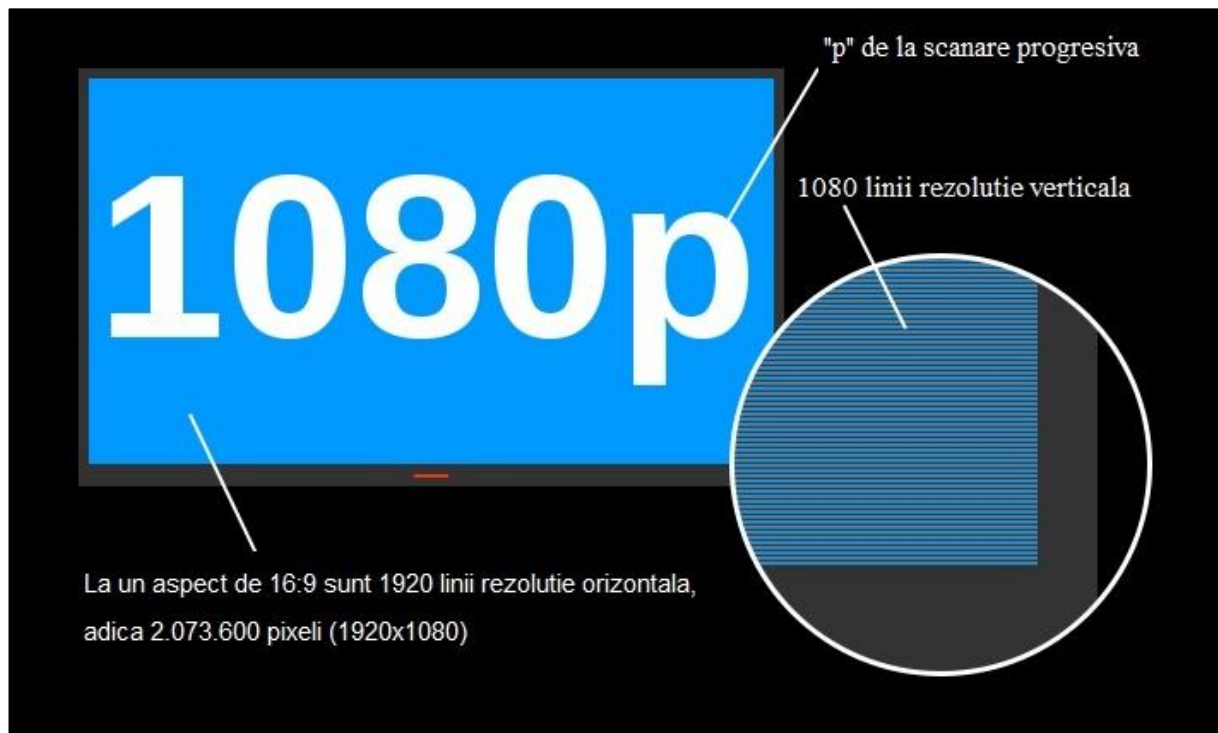 "p" de la scanare progresiva
1080p
1080 linii rezolutie verticala
La un aspect de 16:9 sunt 1920 linii rezolutie orizontala,
adica 2.073.600 pixeli (1920x1080)